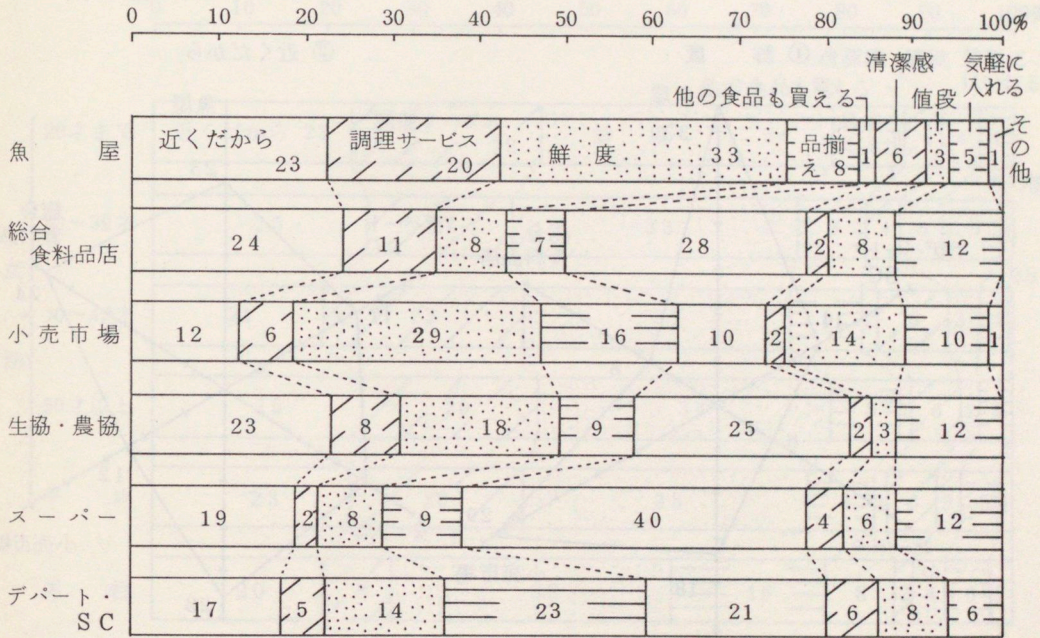 0 10 20 30 40 50 60 70 80 90 100%
清潔感 気軽に
他の食品も買える 値段 入れる
魚屋 近くだから 23 調理サービス 20 鮮度 33 品揃え 8 1 6 3 5 1 その他
総合
食料品店 24 11 8 7 28 2 8 12
小売市場 12 6 29 16 10 2 14 10 1
生協・農協 23 8 18 9 25 2 3 12
スーパー 19 2 8 9 40 4 6 12
デパート・
SC 17 5 14 23 21 6 8 6